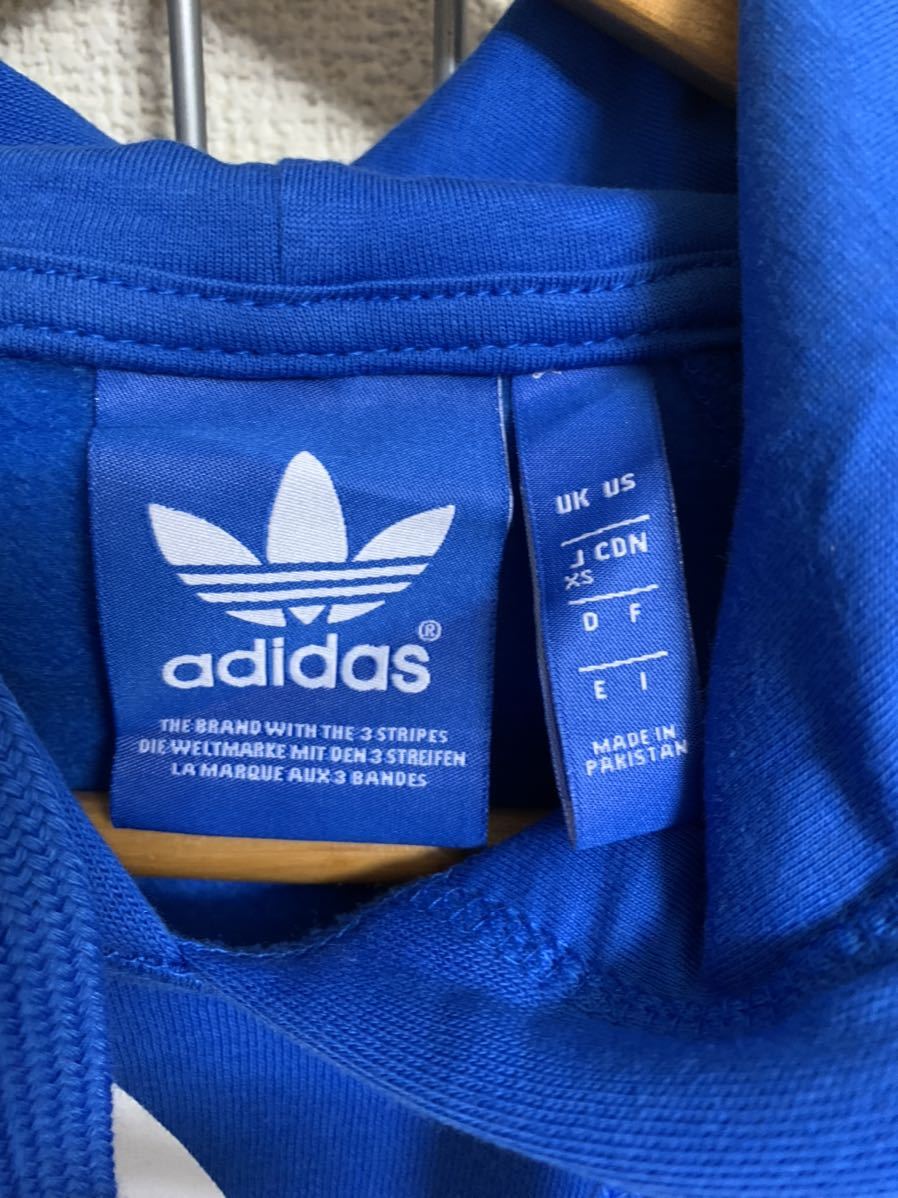 adidas®
THE BRAND WITH THE 3 STRIPES
DIE WELTMARKE MIT DEN 3 STREIFEN
LA MARQUE AUX 3 BANDES
UK US
J CDN
XS
D F
E I
MADE IN
PAKISTAN